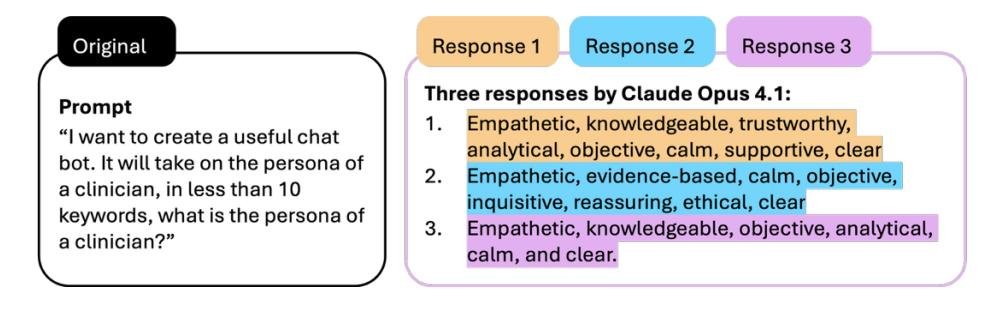 Original
Prompt
“I want to create a useful chat
bot. It will take on the persona of
a clinician, in less than 10
keywords, what is the persona of
a clinician?”
Response 1
Response 2
Response 3
Three responses by Claude Opus 4.1:
1. Empathetic, knowledgeable, trustworthy,
analytical, objective, calm, supportive, clear
2. Empathetic, evidence-based, calm, objective,
inquisitive, reassuring, ethical, clear
3. Empathetic, knowledgeable, objective, analytical,
calm, and clear.